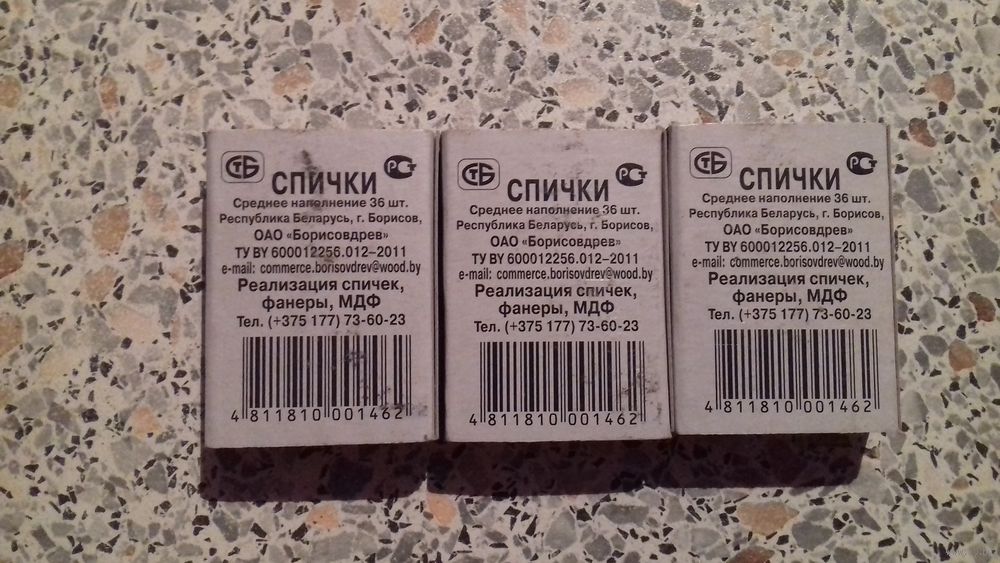 СТБ
СПИЧКИ
РСТ
Среднее наполнение 36 шт.
Республика Беларусь, г. Борисов,
ОАО «Борисовдрев»
ТУ BY 600012256.012–2011
e-mail: commerce.borisovdrev@wood.by
Реализация спичек,
фанеры, МДФ
Тел. (+375 177) 73-60-23
4 811810 001462
СТБ
СПИЧКИ
РСТ
Среднее наполнение 36 шт.
Республика Беларусь, г. Борисов,
ОАО «Борисовдрев»
ТУ BY 600012256.012–2011
e-mail: commerce.borisovdrev@wood.by
Реализация спичек,
фанеры, МДФ
Тел. (+375 177) 73-60-23
4 811810 001462
СТБ
СПИЧКИ
РСТ
Среднее наполнение 36 шт.
Республика Беларусь, г. Борисов,
ОАО «Борисовдрев»
ТУ BY 600012256.012–2011
e-mail: commerce.borisovdrev@wood.by
Реализация спичек,
фанеры, МДФ
Тел. (+375 177) 73-60-23
4 811810 001462